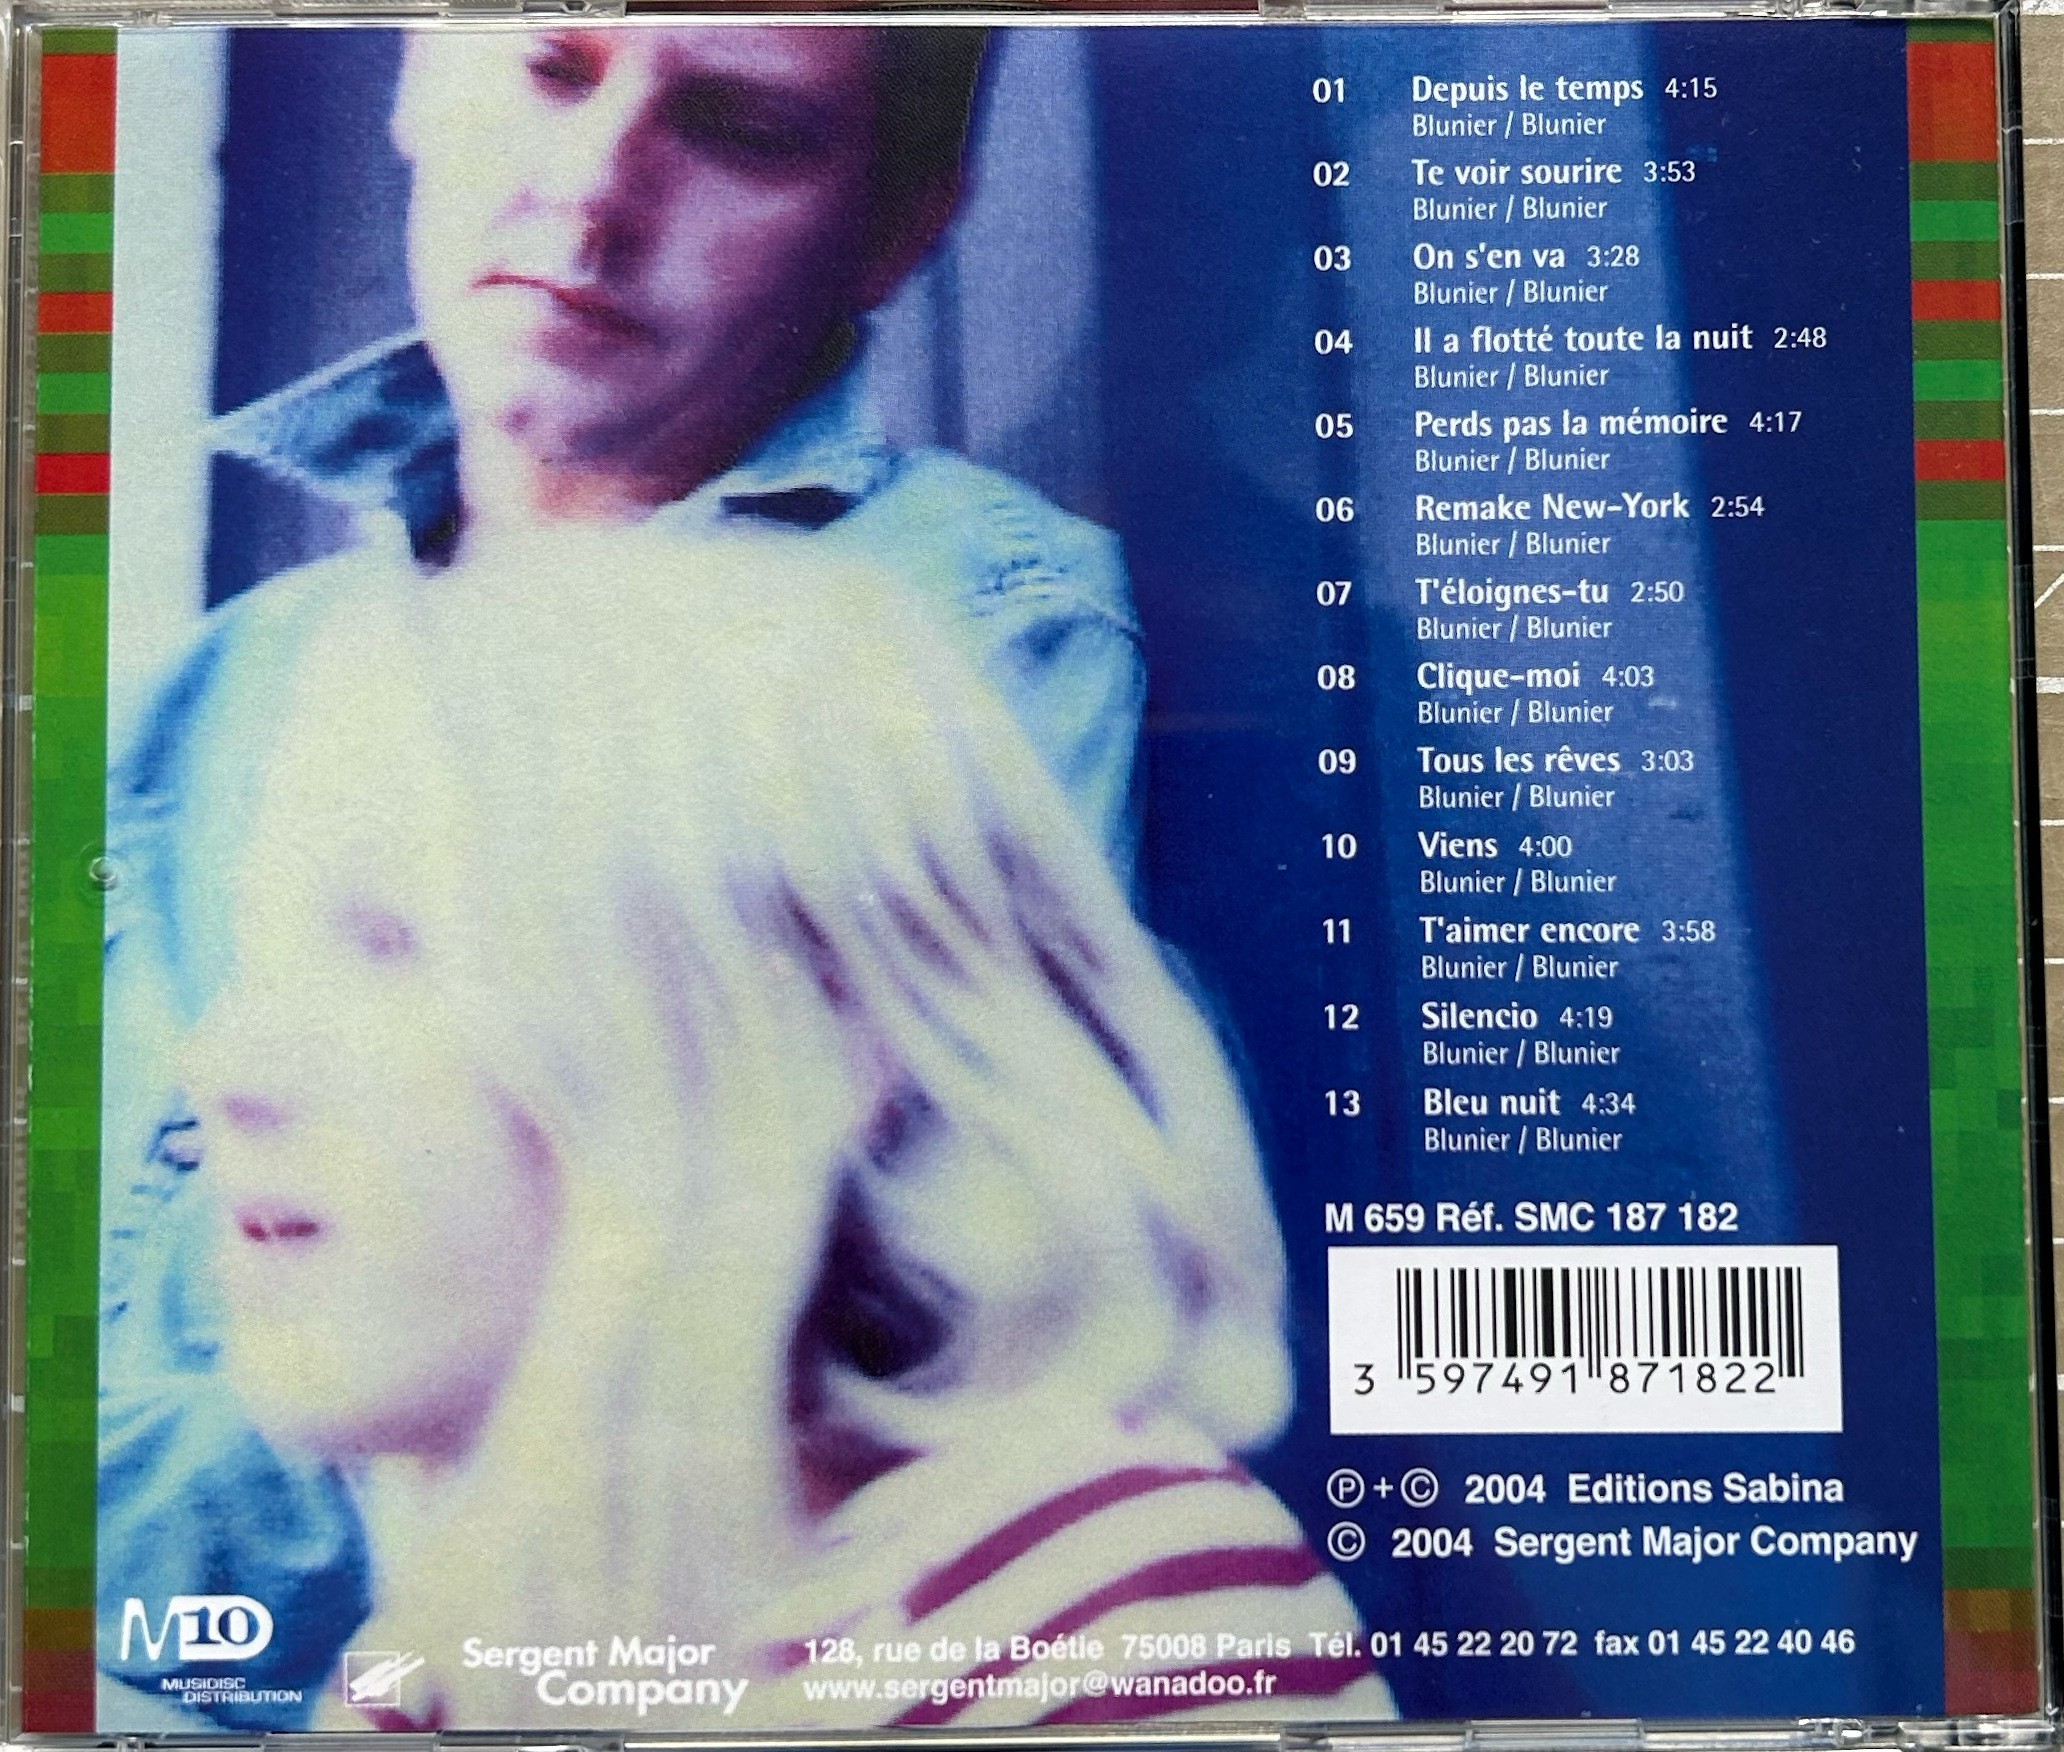 01 Depuis le temps 4:15
Blunier / Blunier
02 Te voir sourire 3:53
Blunier / Blunier
03 On s'en va 3:28
Blunier / Blunier
04 Il a flotté toute la nuit 2:48
Blunier / Blunier
05 Perds pas la mémoire 4:17
Blunier / Blunier
06 Remake New-York 2:54
Blunier / Blunier
07 T'éloignes-tu 2:50
Blunier / Blunier
08 Clique-moi 4:03
Blunier / Blunier
09 Tous les rêves 3:03
Blunier / Blunier
10 Viens 4:00
Blunier / Blunier
11 T'aimer encore 3:58
Blunier / Blunier
12 Silencio 4:19
Blunier / Blunier
13 Bleu nuit 4:34
Blunier / Blunier
M 659 Réf. SMC 187 182
3 597491 871822
Ⓟ + © 2004 Editions Sabina
© 2004 Sergent Major Company
M10
MUSIDISC
DISTRIBUTION
Sergent Major
Company
128, rue de la Boétie 75008 Paris Tél. 01 45 22 20 72 fax 01 45 22 40 46
www.sergentmajor@wanadoo.fr